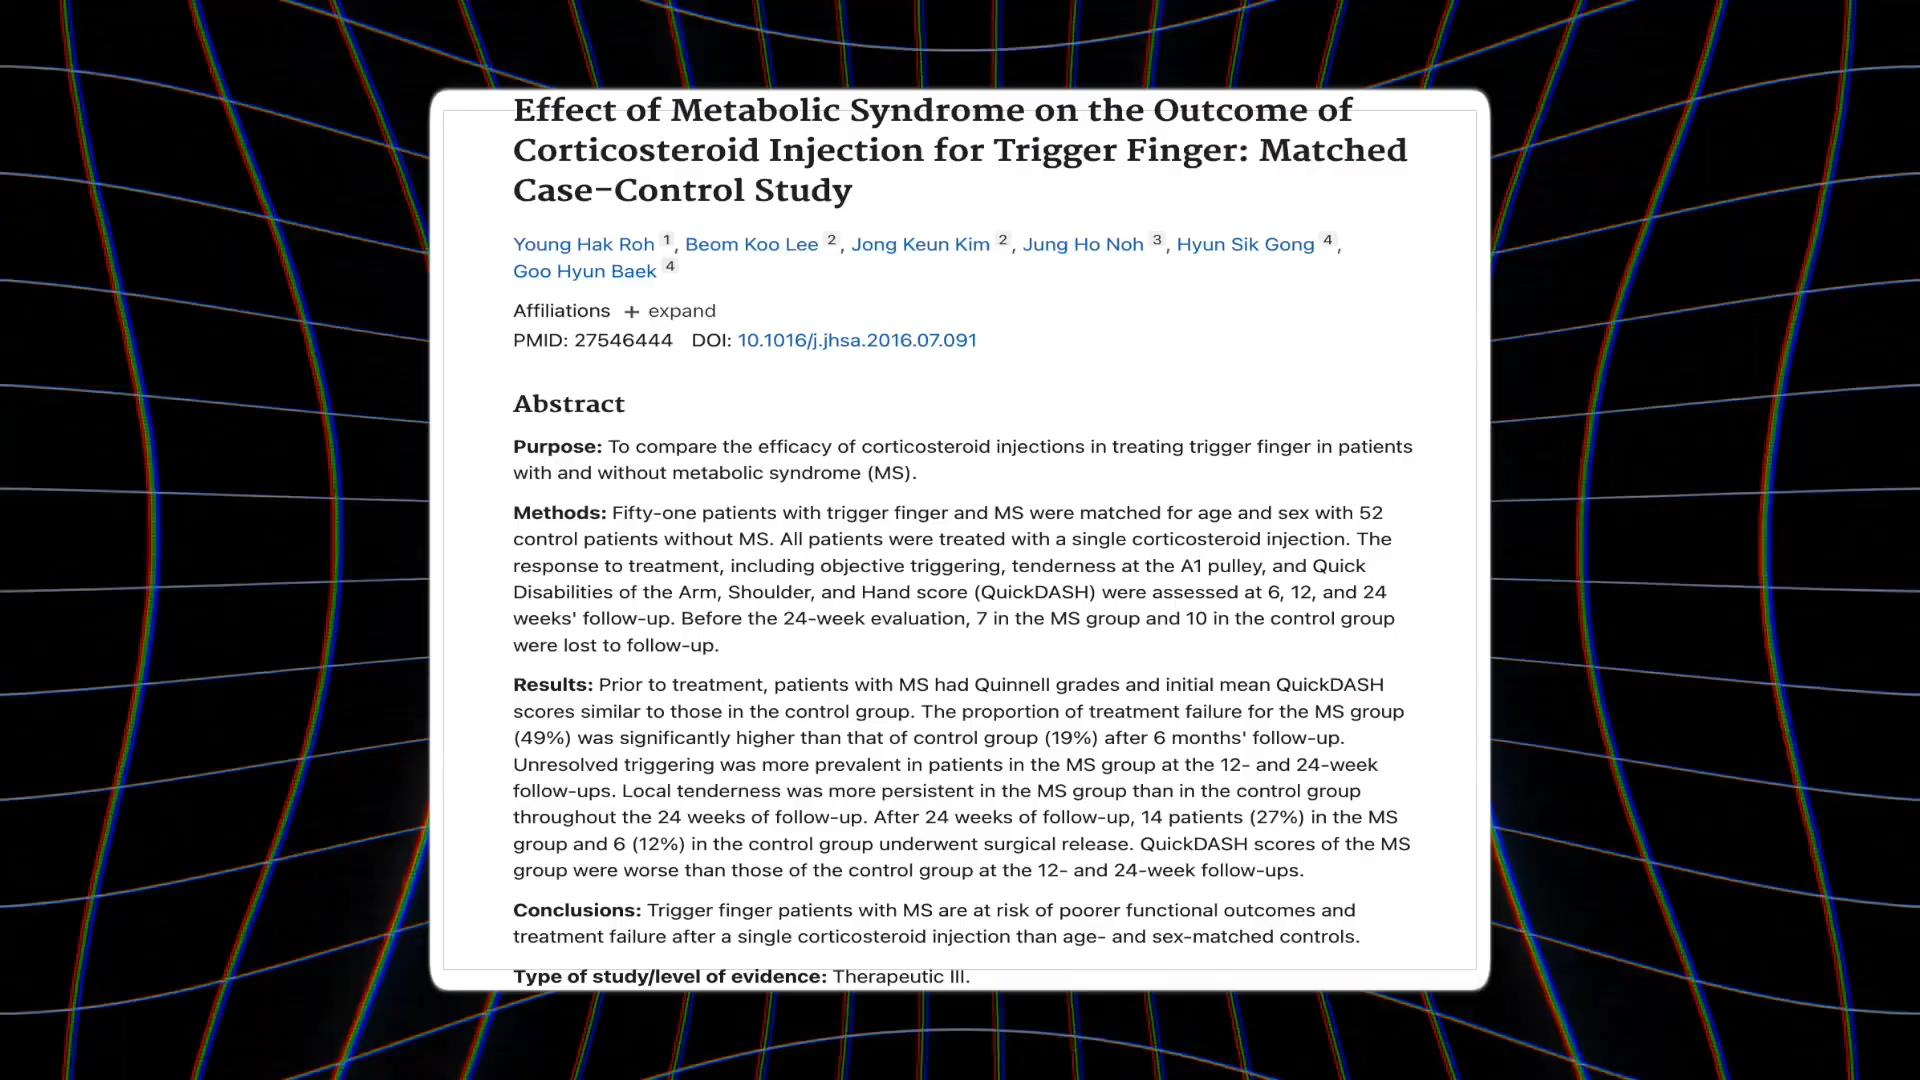 Effect of Metabolic Syndrome on the Outcome of
Corticosteroid Injection for Trigger Finger: Matched
Case-Control Study
Young Hak Roh 1, Beom Koo Lee 2, Jong Keun Kim 2, Jung Ho Noh 3, Hyun Sik Gong 4,
Goo Hyun Baek 4
Affiliations + expand
PMID: 27546444 DOI: 10.1016/j.jhsa.2016.07.091
Abstract
Purpose: To compare the efficacy of corticosteroid injections in treating trigger finger in patients
with and without metabolic syndrome (MS).
Methods: Fifty-one patients with trigger finger and MS were matched for age and sex with 52
control patients without MS. All patients were treated with a single corticosteroid injection. The
response to treatment, including objective triggering, tenderness at the A1 pulley, and Quick
Disabilities of the Arm, Shoulder, and Hand score (QuickDASH) were assessed at 6, 12, and 24
weeks' follow-up. Before the 24-week evaluation, 7 in the MS group and 10 in the control group
were lost to follow-up.
Results: Prior to treatment, patients with MS had Quinnell grades and initial mean QuickDASH
scores similar to those in the control group. The proportion of treatment failure for the MS group
(49%) was significantly higher than that of control group (19%) after 6 months' follow-up.
Unresolved triggering was more prevalent in patients in the MS group at the 12- and 24-week
follow-ups. Local tenderness was more persistent in the MS group than in the control group
throughout the 24 weeks of follow-up. After 24 weeks of follow-up, 14 patients (27%) in the MS
group and 6 (12%) in the control group underwent surgical release. QuickDASH scores of the MS
group were worse than those of the control group at the 12- and 24-week follow-ups.
Conclusions: Trigger finger patients with MS are at risk of poorer functional outcomes and
treatment failure after a single corticosteroid injection than age- and sex-matched controls.
Type of study/level of evidence: Therapeutic III.